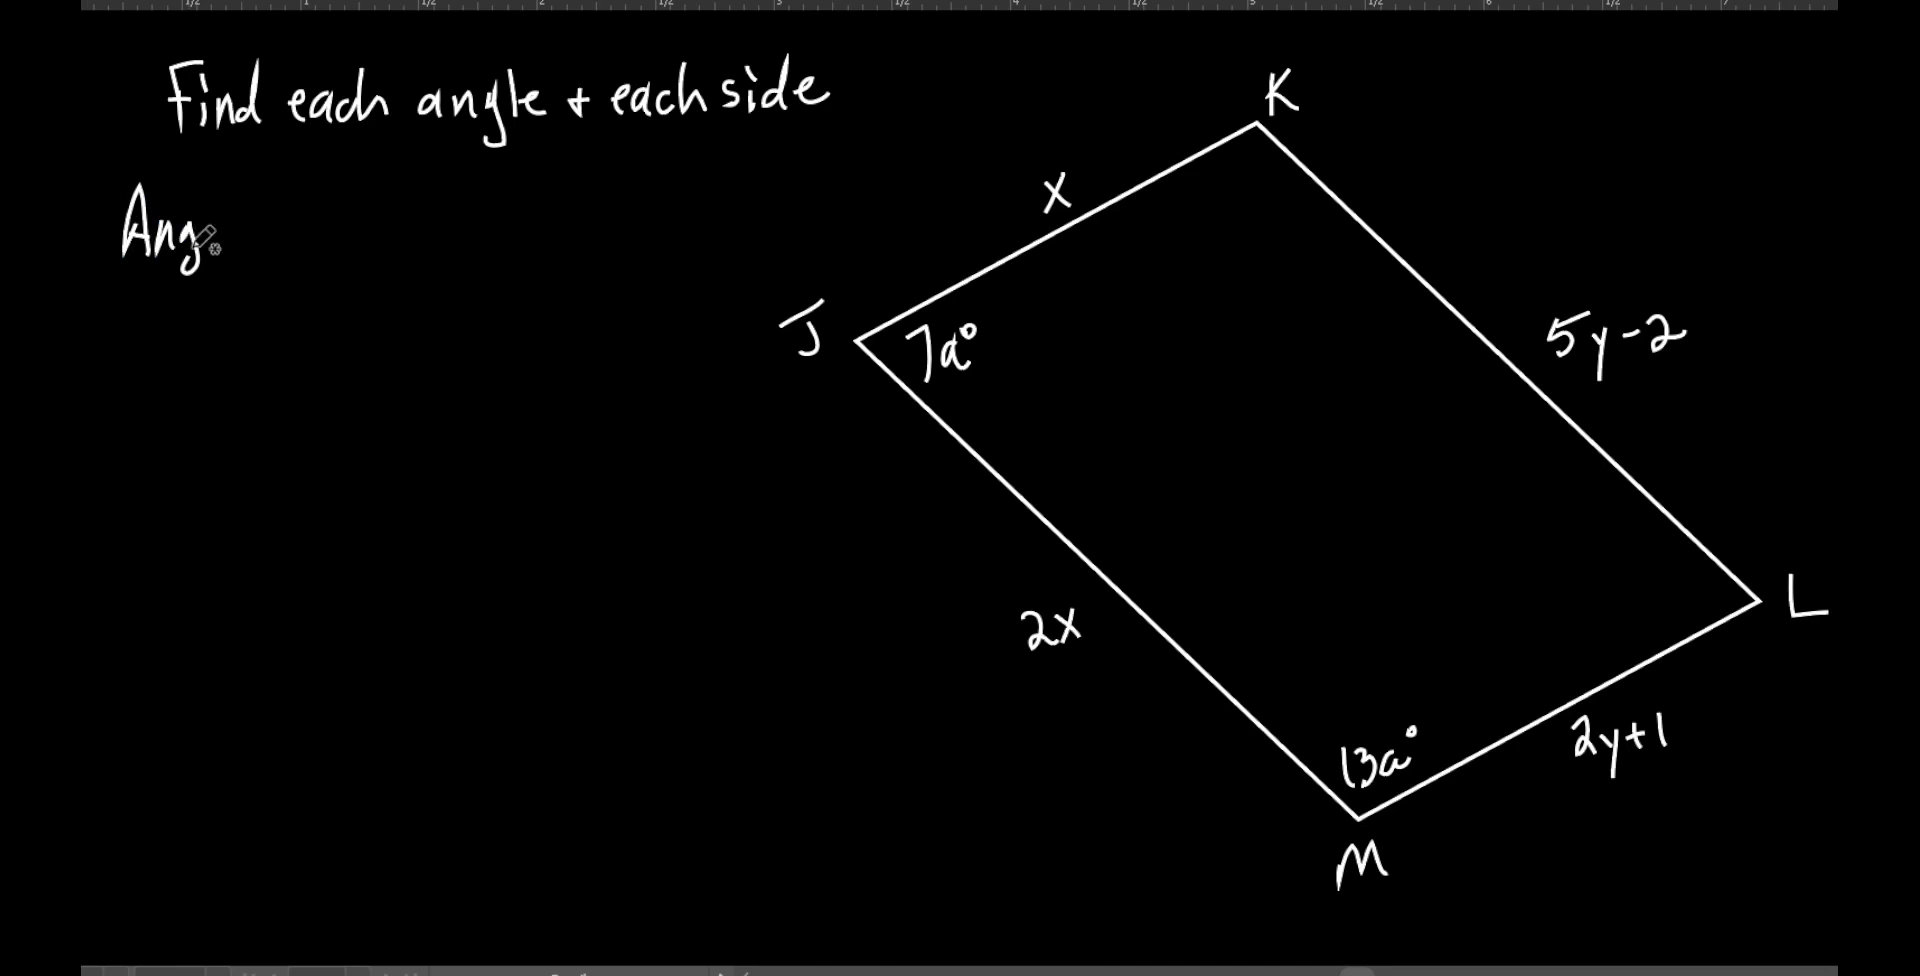 Find each angle + each side
K
Ang
X
J
7a°
5y-2
L
2x
2y+1
13a°
M